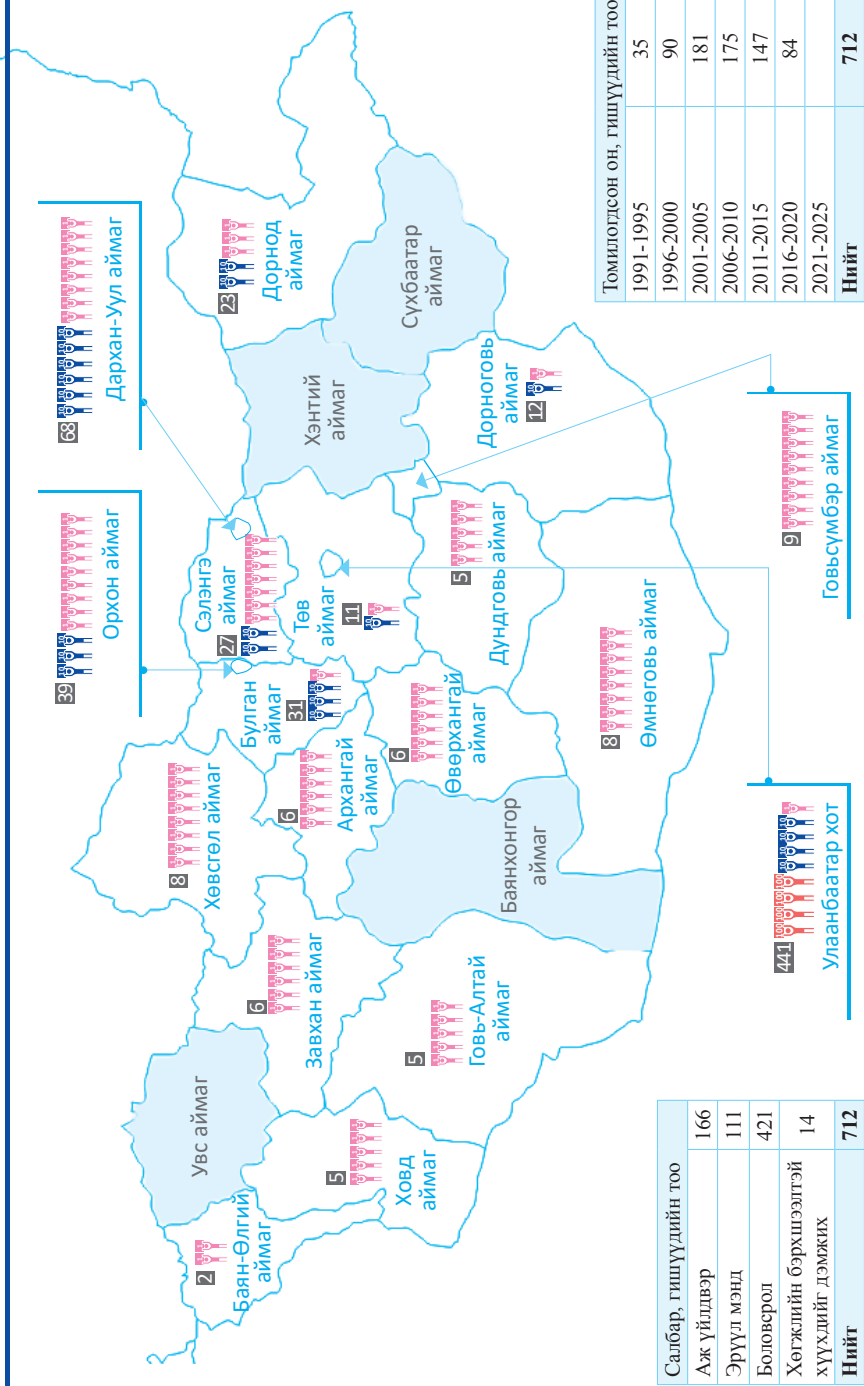 68
Дархан-Уул аймаг
39
Орхон аймаг
23
Дорнод
аймаг
Сүхбаатар
аймаг
Хэнтий
аймаг
Дорноговь
аймаг
12
Сэлэнгэ
аймаг
27
Төв
аймаг
11
5
Дундговь аймаг
9
Говьсүмбэр аймаг
Булган
аймаг
31
8
Хөвсгөл аймаг
6
Архангай
аймаг
6
Өвөрхангай
аймаг
8
Өмнөговь аймаг
Баянхонгор
аймаг
6
Завхан аймаг
5
Говь-Алтай
аймаг
441
Улаанбаатар хот
Увс аймаг
2
Баян-Өлгий
аймаг
5
Ховд
аймаг
Салбар, гишүүдийн тоо
Аж үйлдвэр 166
Эрүүл мэнд 111
Боловсрол 421
Хөгжлийн бэрхшээлтэй
хүүхдийг дэмжих 14
Нийт 712
Томилогдсон он, гишүүдийн тоо
1991-1995 35
1996-2000 90
2001-2005 181
2006-2010 175
2011-2015 147
2016-2020 84
2021-2025
Нийт 712